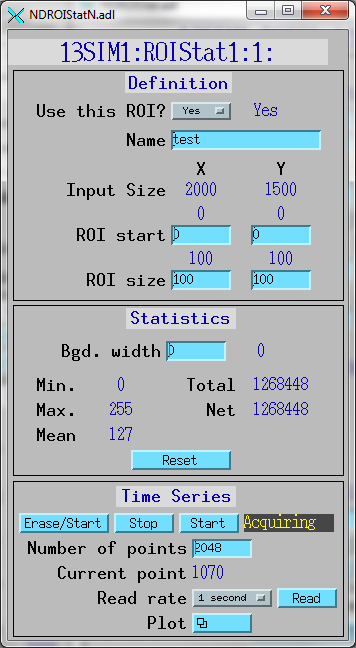 NDROIStatN.adl
13SIM1:ROIStat1:1:
Definition
Use this ROI? Yes Yes
Name test
X Y
Input Size 2000 1500
0 0
ROI start 0 0
100 100
ROI size 100 100
Statistics
Bgd. width 0 0
Min. 0 Total 1268448
Max. 255 Net 1268448
Mean 127
Reset
Time Series
Erase/Start Stop Start Acquiring
Number of points 2048
Current point 1070
Read rate 1 second Read
Plot